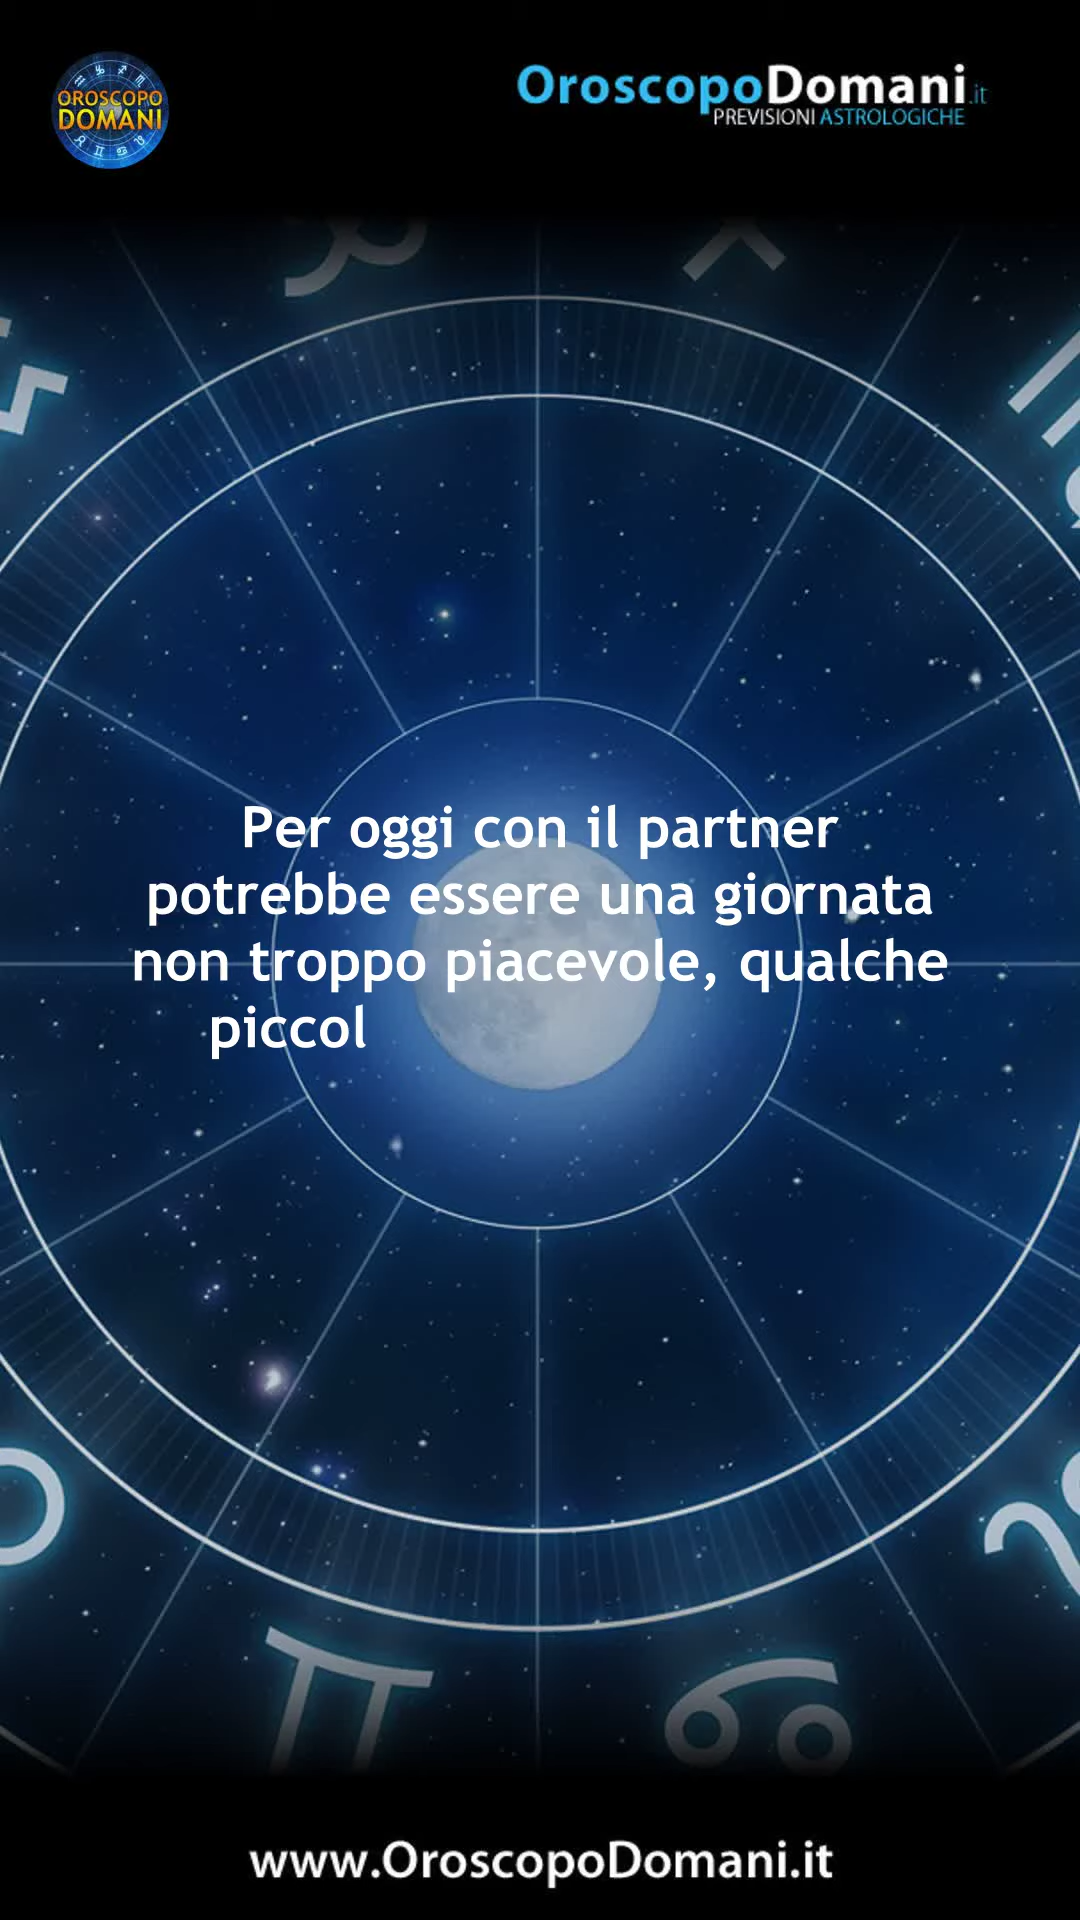 OROSCOPO
DOMANI
OroscopoDomani.it
PREVISIONI ASTROLOGICHE
Per oggi con il partner
potrebbe essere una giornata
non troppo piacevole, qualche
piccol
www.OroscopoDomani.it